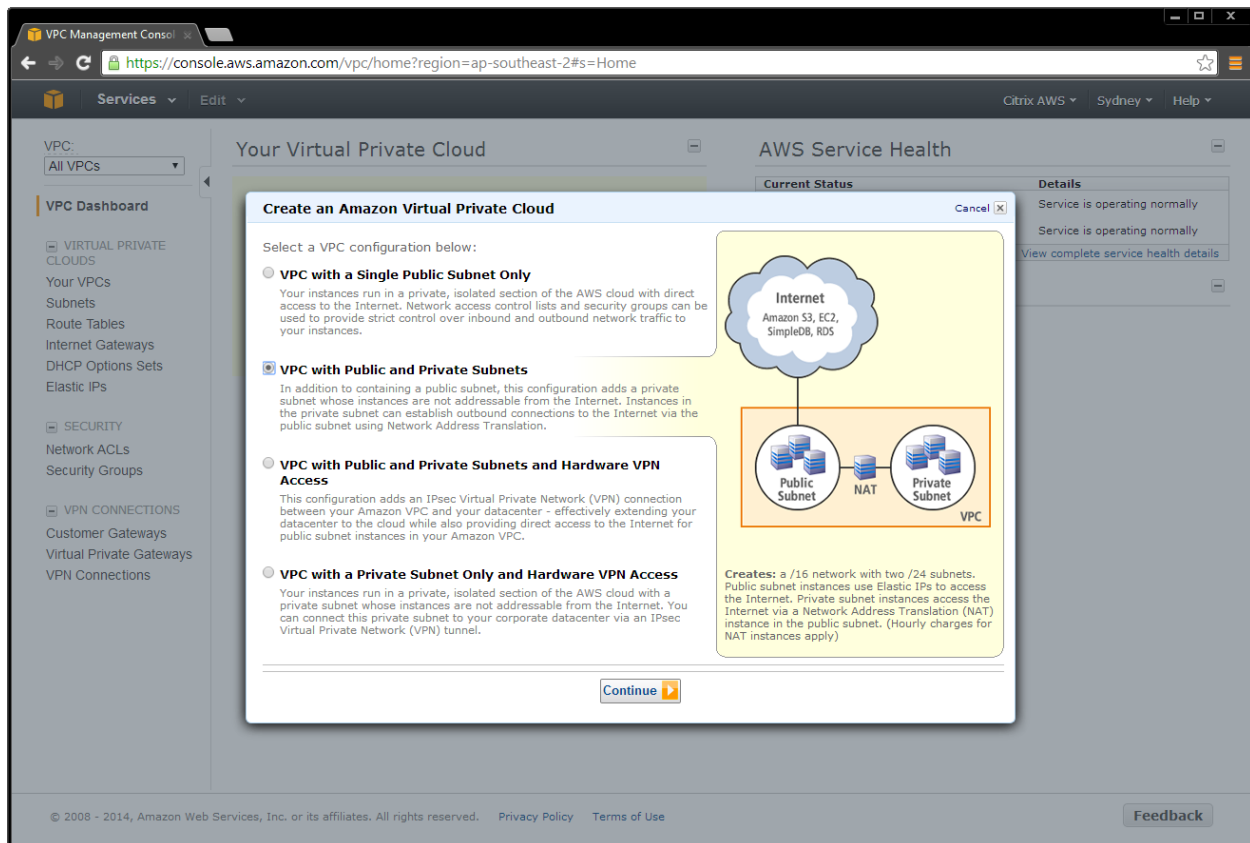 VPC Management Consol
https://console.aws.amazon.com/vpc/home?region=ap-southeast-2#s=Home
Services Edit
Citrix AWS Sydney Help
VPC:
All VPCs
VPC Dashboard
VIRTUAL PRIVATE
CLOUDS
Your VPCs
Subnets
Route Tables
Internet Gateways
DHCP Options Sets
Elastic IPs
SECURITY
Network ACLs
Security Groups
VPN CONNECTIONS
Customer Gateways
Virtual Private Gateways
VPN Connections
Your Virtual Private Cloud
AWS Service Health
Current Status Details
Service is operating normally
Service is operating normally
View complete service health details
Create an Amazon Virtual Private Cloud
Cancel
Select a VPC configuration below:
VPC with a Single Public Subnet Only
Your instances run in a private, isolated section of the AWS cloud with direct
access to the Internet. Network access control lists and security groups can be
used to provide strict control over inbound and outbound network traffic to
your instances.
VPC with Public and Private Subnets
In addition to containing a public subnet, this configuration adds a private
subnet whose instances are not addressable from the Internet. Instances in
the private subnet can establish outbound connections to the Internet via the
public subnet using Network Address Translation.
VPC with Public and Private Subnets and Hardware VPN
Access
This configuration adds an IPsec Virtual Private Network (VPN) connection
between your Amazon VPC and your datacenter - effectively extending your
datacenter to the cloud while also providing direct access to the Internet for
public subnet instances in your Amazon VPC.
VPC with a Private Subnet Only and Hardware VPN Access
Your instances run in a private, isolated section of the AWS cloud with a
private subnet whose instances are not addressable from the Internet. You
can connect this private subnet to your corporate datacenter via an IPsec
Virtual Private Network (VPN) tunnel.
Internet
Amazon S3, EC2,
SimpleDB, RDS
Public
Subnet
NAT
Private
Subnet
VPC
Creates: a /16 network with two /24 subnets.
Public subnet instances use Elastic IPs to access
the Internet. Private subnet instances access the
Internet via a Network Address Translation (NAT)
instance in the public subnet. (Hourly charges for
NAT instances apply)
Continue
© 2008 - 2014, Amazon Web Services, Inc. or its affiliates. All rights reserved. Privacy Policy Terms of Use
Feedback